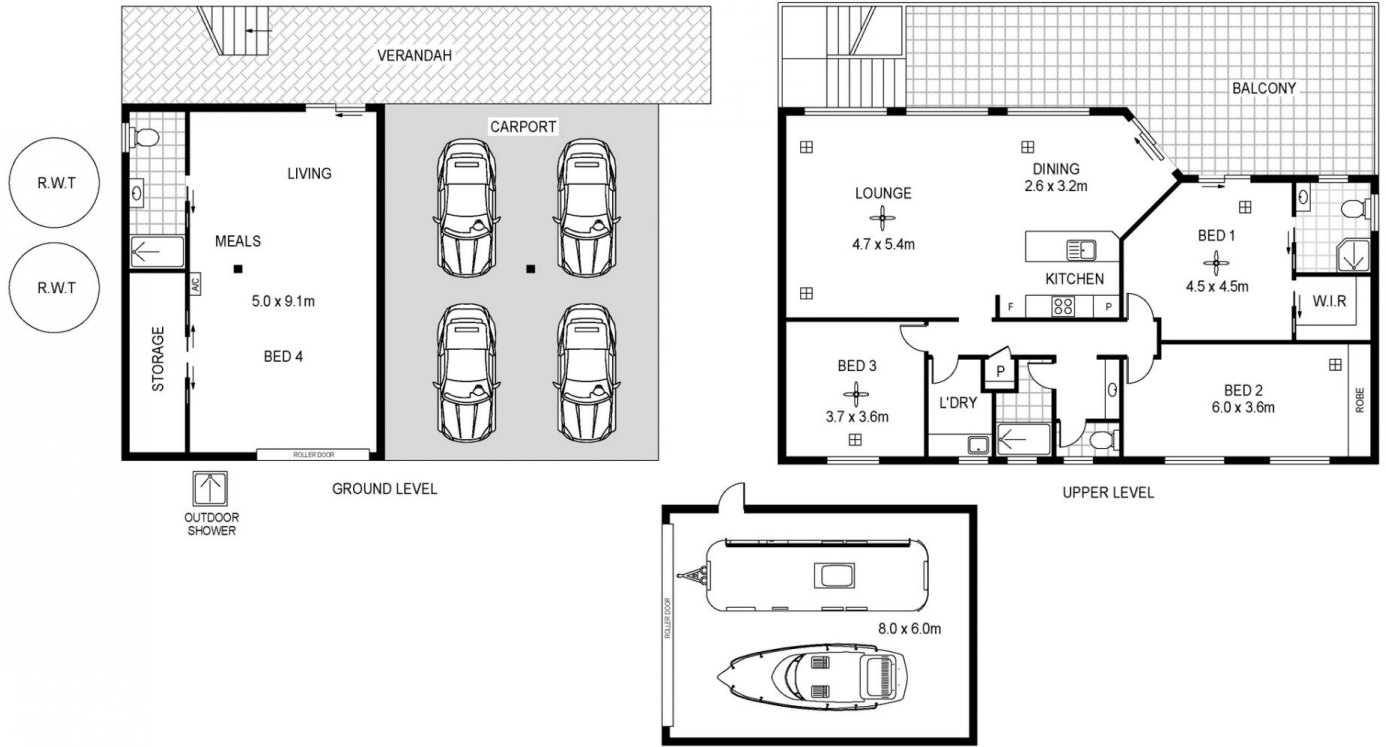 VERANDAH
CARPORT
R.W.T
LIVING
MEALS
R.W.T
A/C
5.0 x 9.1m
STORAGE
BED 4
ROLLER DOOR
OUTDOOR
SHOWER
GROUND LEVEL
BALCONY
DINING
2.6 x 3.2m
LOUNGE
4.7 x 5.4m
BED 1
4.5 x 4.5m
KITCHEN
F
P
W.I.R
BED 3
3.7 x 3.6m
P
L'DRY
BED 2
6.0 x 3.6m
ROBE
UPPER LEVEL
ROLLER DOOR
8.0 x 6.0m